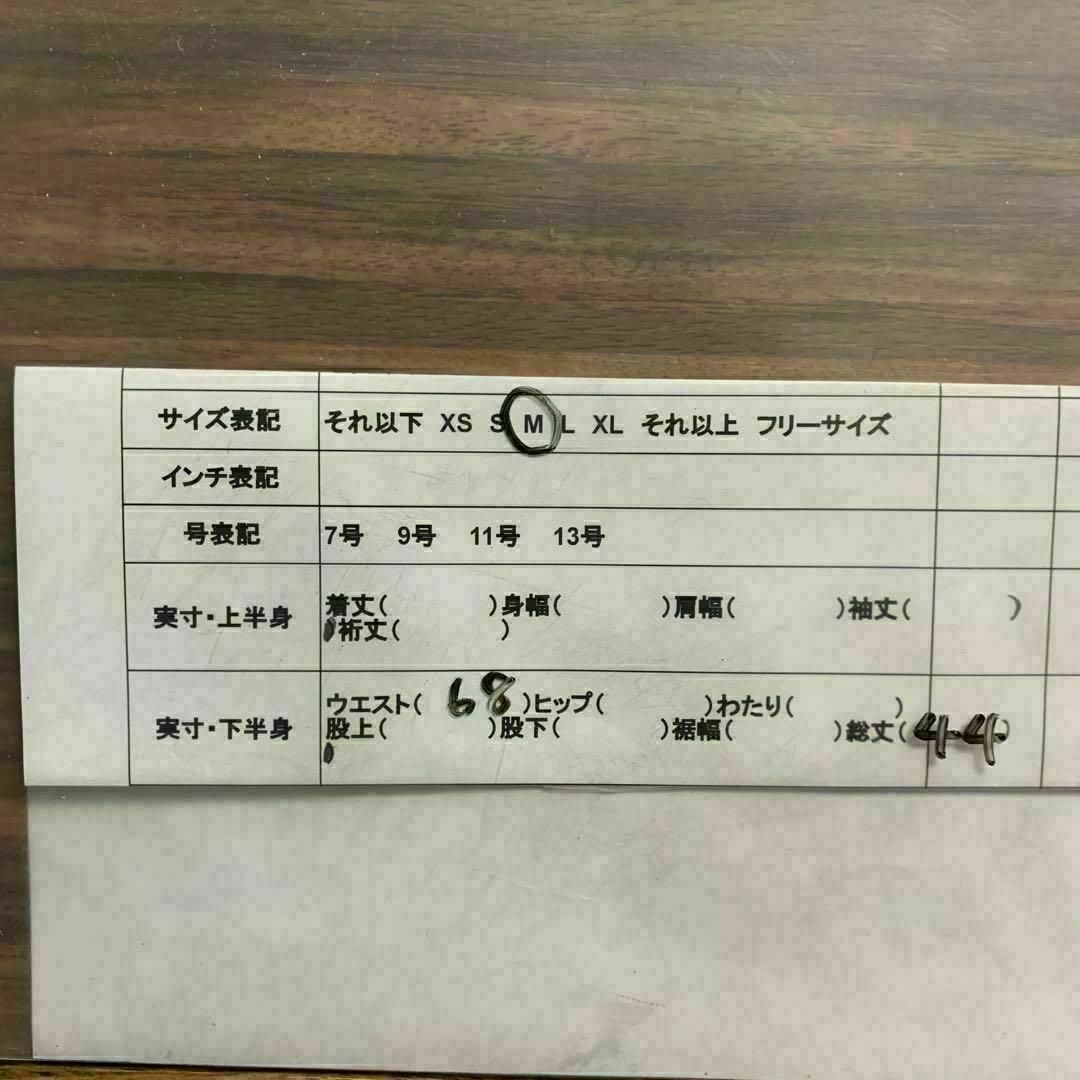 サイズ表記 それ以下 XS S M L XL それ以上 フリーサイズ
インチ表記
号表記 7号 9号 11号 13号
実寸・上半身 着丈( )身幅( )肩幅( )袖丈( )
)裄丈( )
ウエスト( 68 )ヒップ( )わたり( )
実寸・下半身 股上( )股下( )裾幅( )総丈( 44 )
)